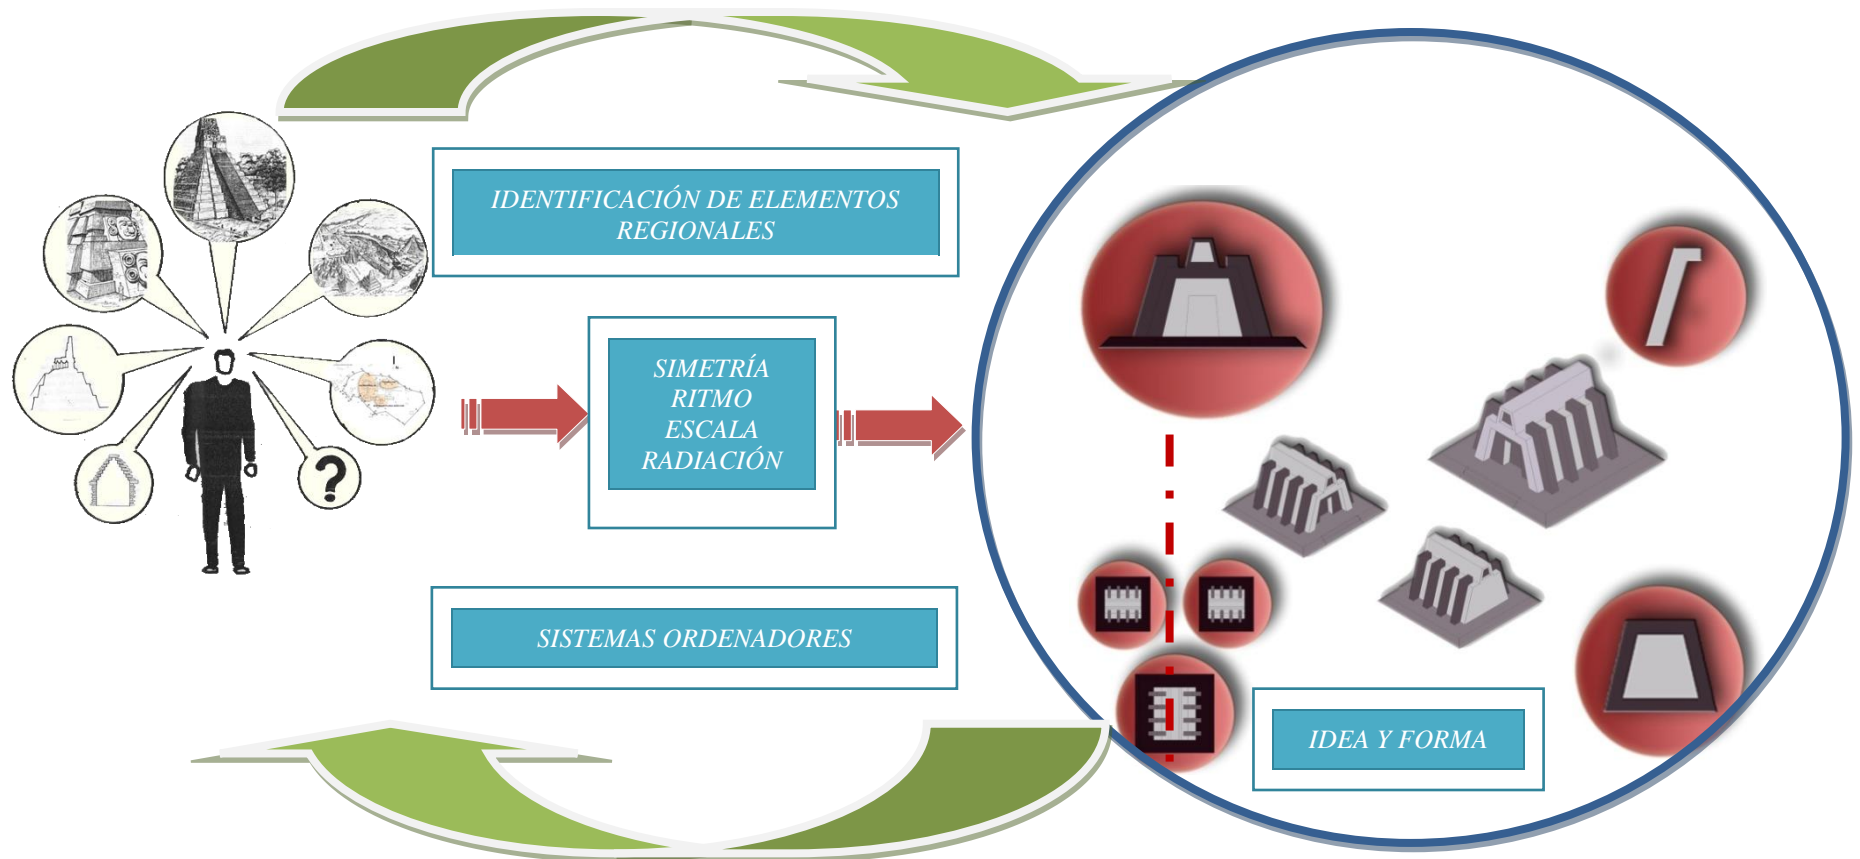 IDENTIFICACIÓN DE ELEMENTOS
REGIONALES
SIMETRÍA
RITMO
ESCALA
RADIACIÓN
?
SISTEMAS ORDENADORES
IDEA Y FORMA